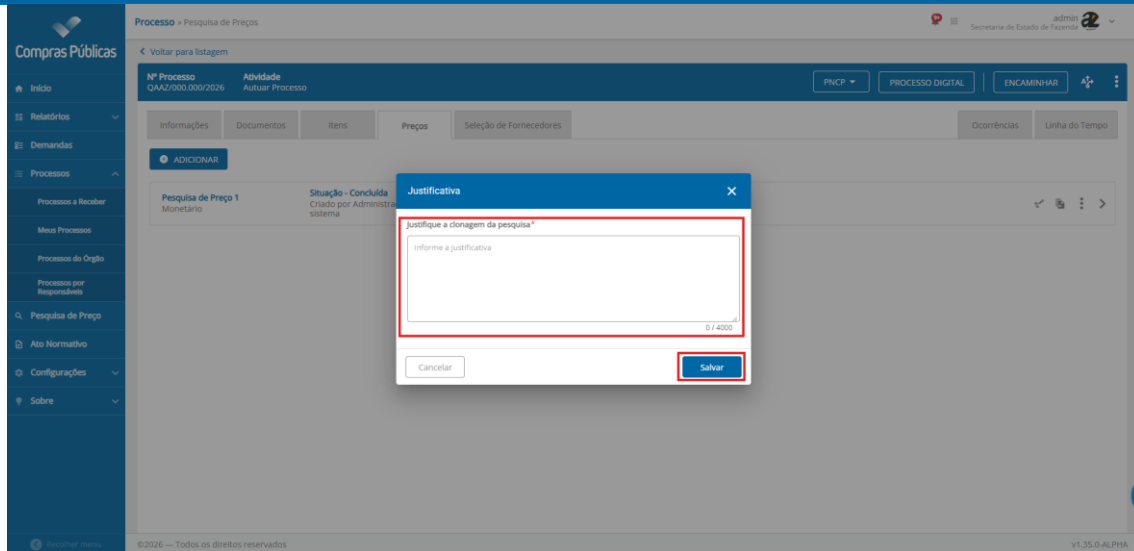 Compras Públicas
Processo » Pesquisa de Preços
admin
Secretaria de Estado de Fazenda
Voltar para listagem
Nº Processo
QAAZ/000.000/2026
Atividade
Autuar Processo
PNCP
PROCESSO DIGITAL
ENCAMINHAR
Informações
Documentos
Itens
Preços
Seleção de Fornecedores
Ocorrências
Linha do Tempo
ADICIONAR
Pesquisa de Preço 1
Monetário
Situação - Concluída
Criado por Administra
sistema
Início
Relatórios
Demandas
Processos
Processos a Receber
Meus Processos
Processos do Órgão
Processos por
Responsáveis
Pesquisa de Preço
Ato Normativo
Configurações
Sobre
Recolher menu
Justificativa
Justifique a clonagem da pesquisa*
Informe a justificativa
0 / 4000
Cancelar
Salvar
©2026 — Todos os direitos reservados
v1.35.0-ALPHA